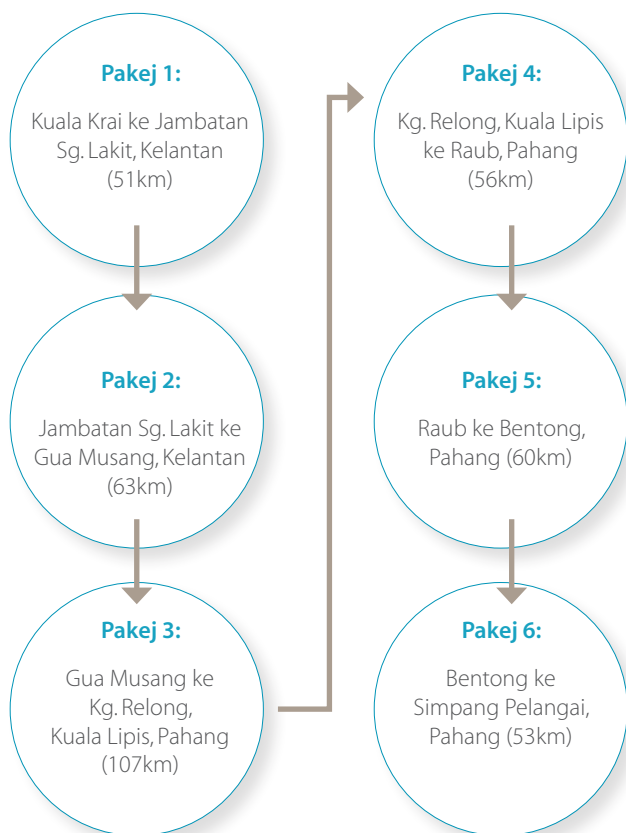 Pakej 1:
Kuala Krai ke Jambatan
Sg. Lakit, Kelantan
(51km)
Pakej 2:
Jambatan Sg. Lakit ke
Gua Musang, Kelantan
(63km)
Pakej 3:
Gua Musang ke
Kg. Relong,
Kuala Lipis, Pahang
(107km)
Pakej 4:
Kg. Relong, Kuala Lipis
ke Raub, Pahang
(56km)
Pakej 5:
Raub ke Bentong,
Pahang (60km)
Pakej 6:
Bentong ke
Simpang Pelangai,
Pahang (53km)